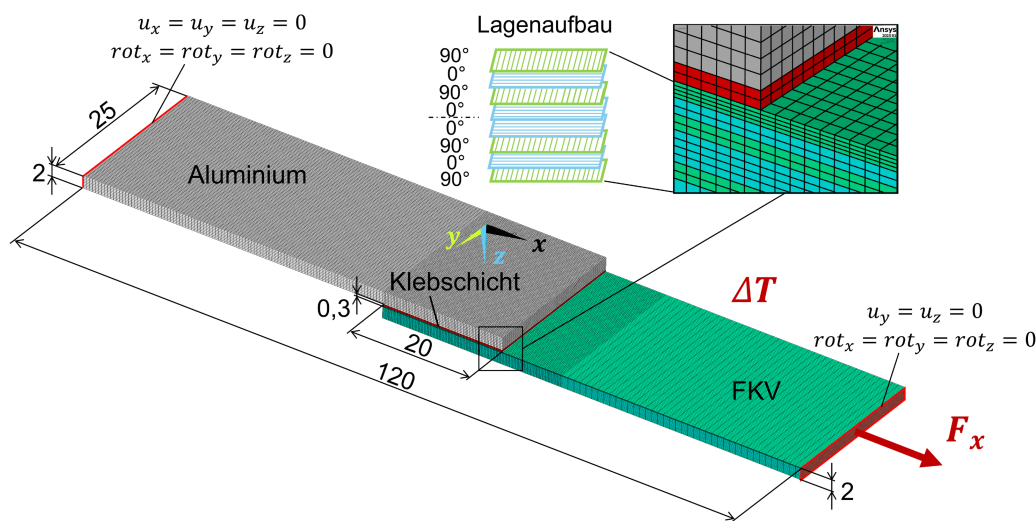 u_x = u_y = u_z = 0
rot_x = rot_y = rot_z = 0
Lagenaufbau
90°
0°
90°
0°
0°
90°
0°
90°
Ansys
25
2
Aluminium
y
x
z
Klebschicht
0,3
20
120
ΔT
u_y = u_z = 0
rot_x = rot_y = rot_z = 0
FKV
F_x
2